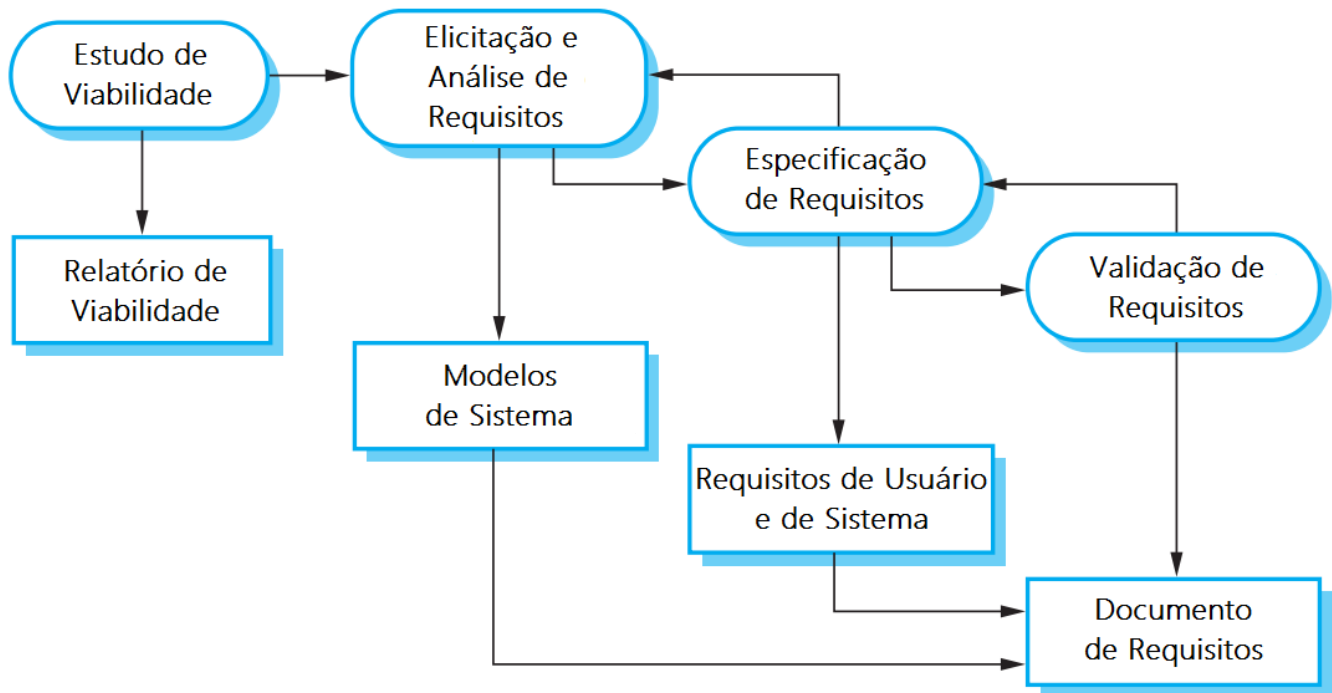 Estudo de
Viabilidade
Elicitação e
Análise de
Requisitos
Especificação
de Requisitos
Validação de
Requisitos
Relatório de
Viabilidade
Modelos
de Sistema
Requisitos de Usuário
e de Sistema
Documento
de Requisitos